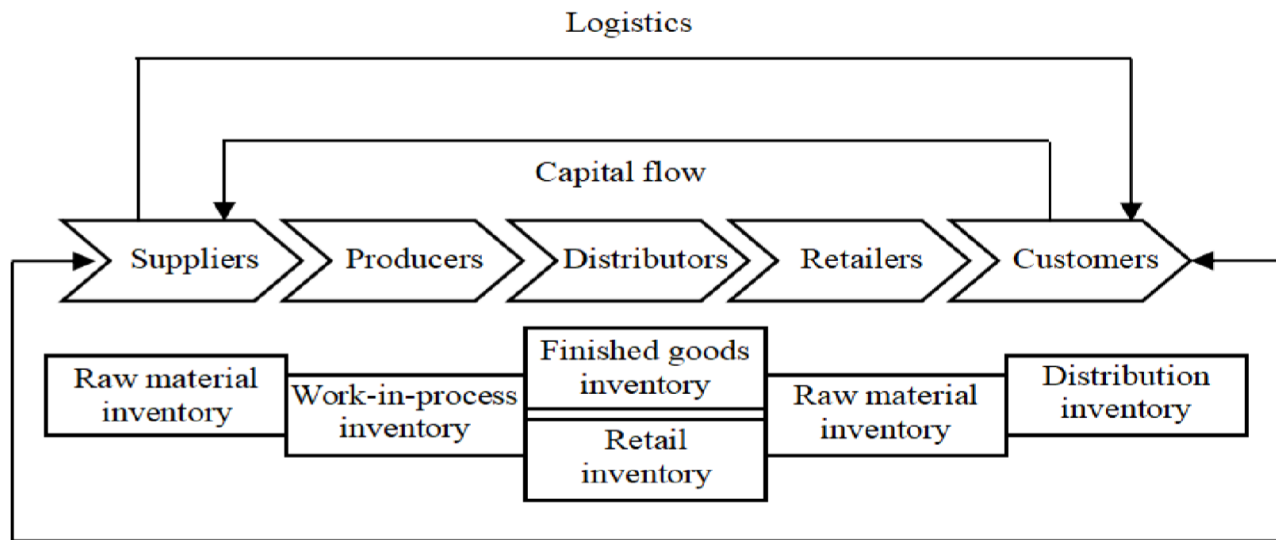 Logistics
Capital flow
Suppliers
Producers
Distributors
Retailers
Customers
Raw material
inventory
Work-in-process
inventory
Finished goods
inventory
Retail
inventory
Raw material
inventory
Distribution
inventory